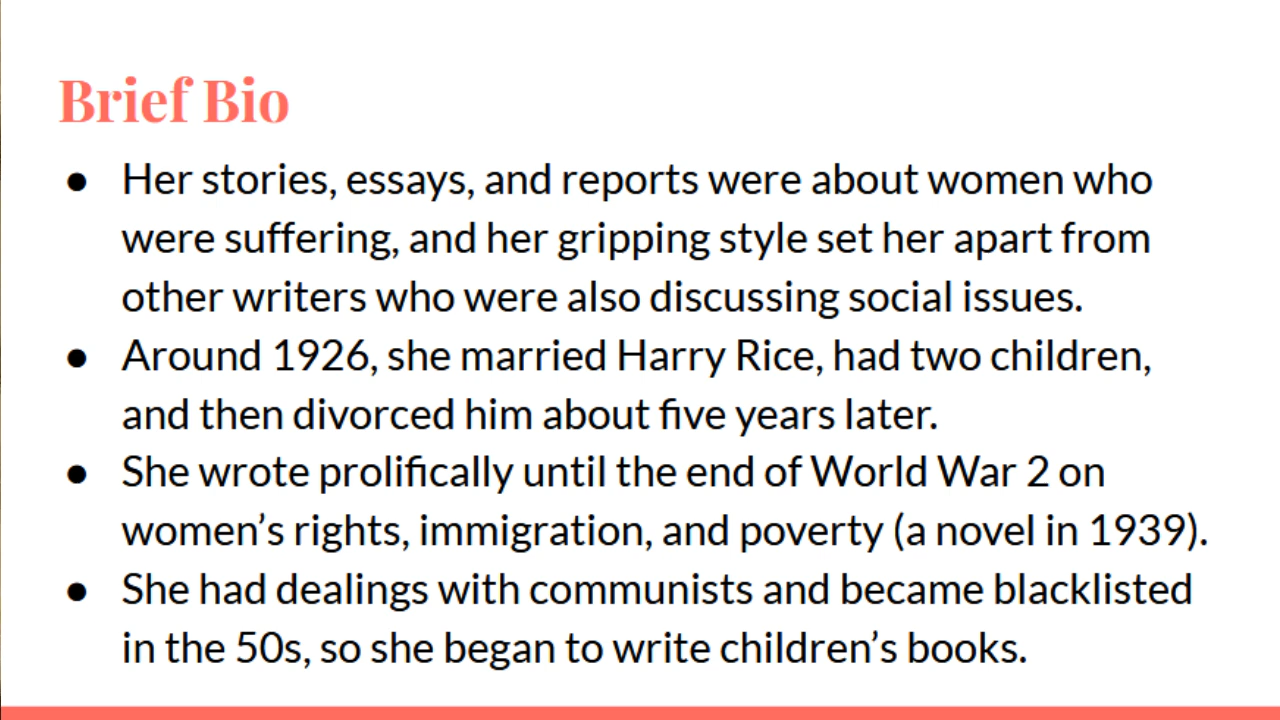 Brief Bio
● Her stories, essays, and reports were about women who
were suffering, and her gripping style set her apart from
other writers who were also discussing social issues.
● Around 1926, she married Harry Rice, had two children,
and then divorced him about five years later.
● She wrote prolifically until the end of World War 2 on
women’s rights, immigration, and poverty (a novel in 1939).
● She had dealings with communists and became blacklisted
in the 50s, so she began to write children’s books.